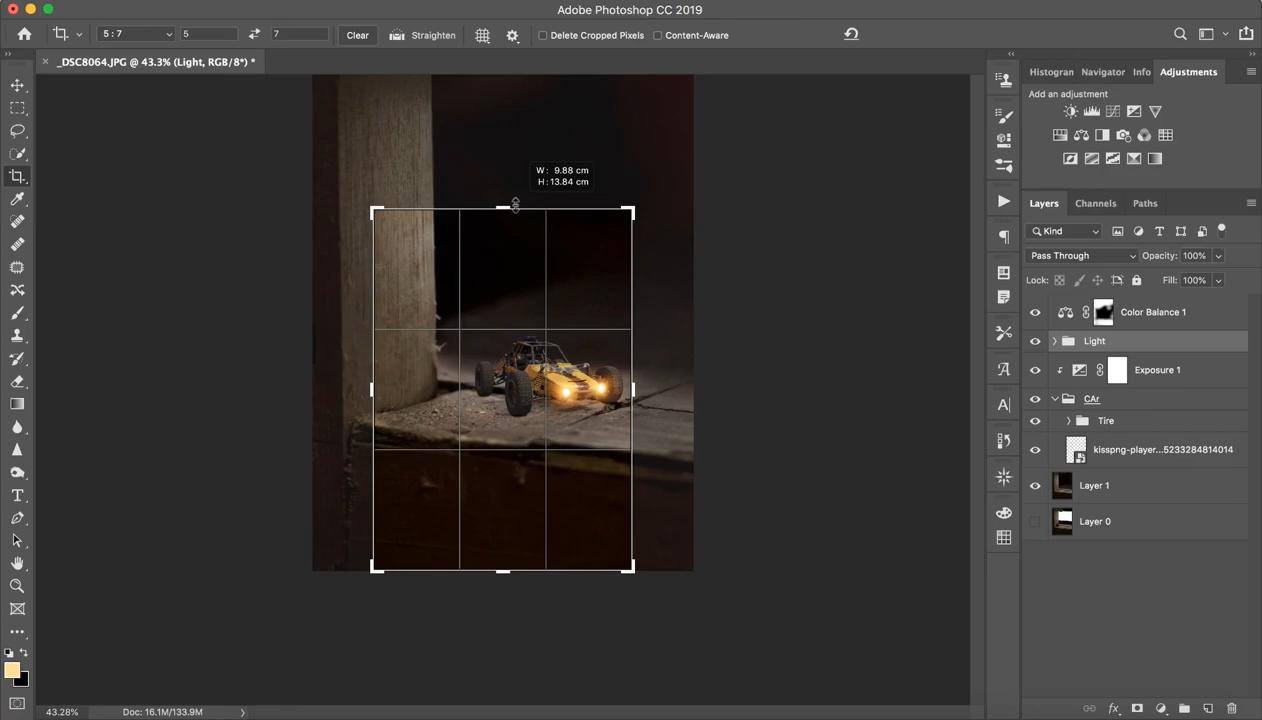 Adobe Photoshop CC 2019
5 : 7
5
7
Clear
Straighten
Delete Cropped Pixels
Content-Aware
_DSC8064.JPG @ 43.3% (Light, RGB/8*) *
Histogran
Navigator
Info
Adjustments
Add an adjustment
W: 9.88 cm
H: 13.84 cm
Layers
Channels
Paths
Kind
Pass Through
Opacity: 100%
Lock:
Fill: 100%
Color Balance 1
Light
Exposure 1
CAr
Tire
kisspng-player...5233284814014
Layer 1
Layer 0
43.28%
Doc: 16.1M/133.9M